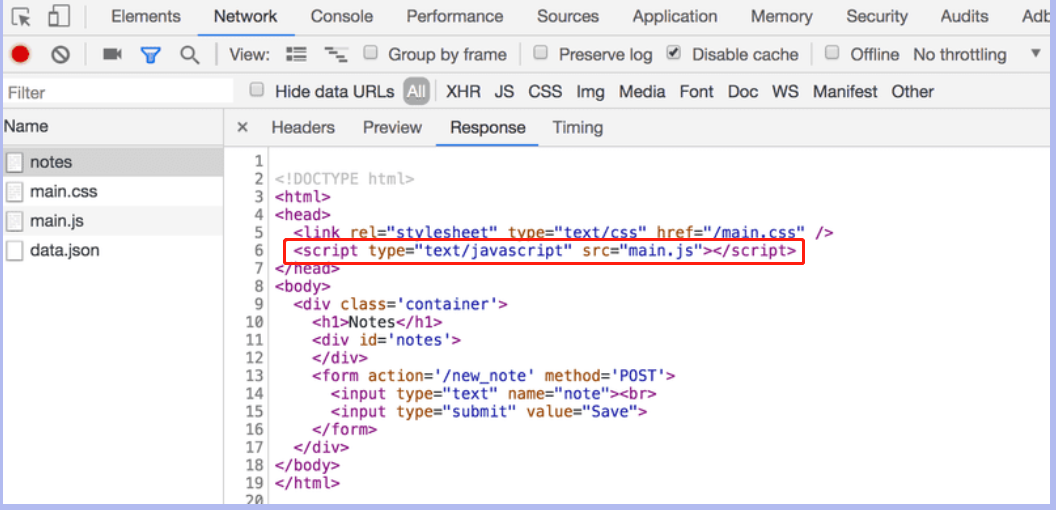 Elements Network Console Performance Sources Application Memory Security Audits Adb
View: Group by frame Preserve log Disable cache Offline No throttling
Filter Hide data URLs All XHR JS CSS Img Media Font Doc WS Manifest Other
Name × Headers Preview Response Timing
notes
main.css
main.js
data.json
1
2 <!DOCTYPE html>
3 <html>
4 <head>
5 <link rel="stylesheet" type="text/css" href="/main.css" />
6 <script type="text/javascript" src="main.js"></script>
7 </head>
8 <body>
9 <div class='container'>
10 <h1>Notes</h1>
11 <div id='notes'>
12 </div>
13 <form action='/new_note' method='POST'>
14 <input type="text" name="note"><br>
15 <input type="submit" value="Save">
16 </form>
17 </div>
18 </body>
19 </html>
20